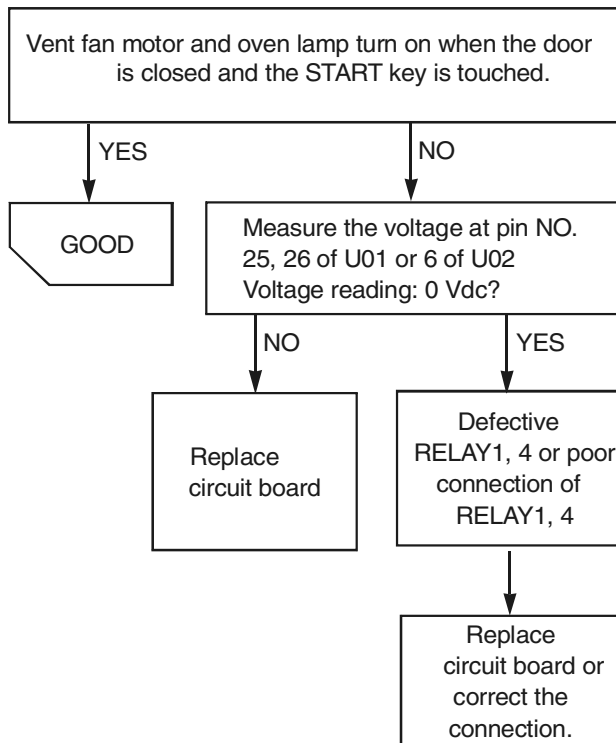 Vent fan motor and oven lamp turn on when the door
is closed and the START key is touched.
YES
NO
GOOD
Measure the voltage at pin NO.
25, 26 of U01 or 6 of U02
Voltage reading: 0 Vdc?
NO
YES
Replace
circuit board
Defective
RELAY1, 4 or poor
connection of
RELAY1, 4
Replace
circuit board or
correct the
connection.